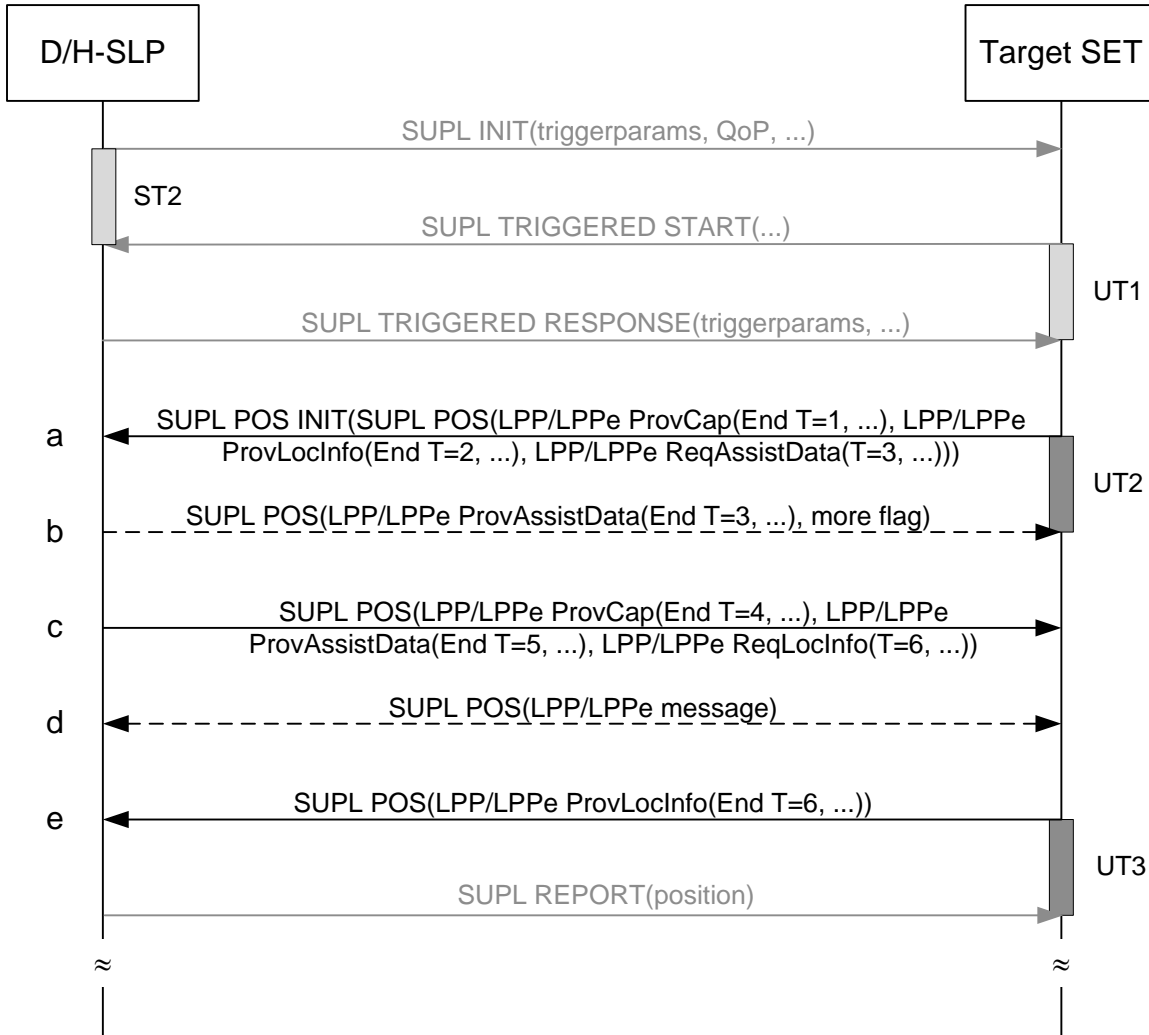 D/H-SLP
Target SET
SUPL INIT(triggerparams, QoP, ...)
ST2
SUPL TRIGGERED START(...)
UT1
SUPL TRIGGERED RESPONSE(triggerparams, ...)
a
SUPL POS INIT(SUPL POS(LPP/LPPe ProvCap(End T=1, ...), LPP/LPPe
ProvLocInfo(End T=2, ...), LPP/LPPe ReqAssistData(T=3, ...)))
UT2
b
SUPL POS(LPP/LPPe ProvAssistData(End T=3, ...), more flag)
c
SUPL POS(LPP/LPPe ProvCap(End T=4, ...), LPP/LPPe
ProvAssistData(End T=5, ...), LPP/LPPe ReqLocInfo(T=6, ...))
d
SUPL POS(LPP/LPPe message)
e
SUPL POS(LPP/LPPe ProvLocInfo(End T=6, ...))
UT3
SUPL REPORT(position)
≈
≈